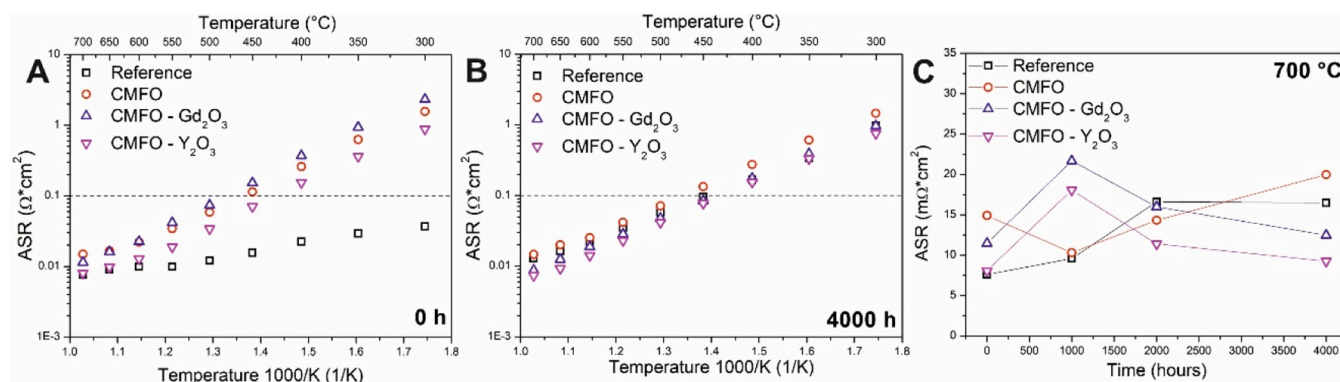 Temperature (°C)
700 650 600 550 500 450 400 350 300
A
Reference
CMFO
CMFO - Gd₂O₃
CMFO - Y₂O₃
ASR (Ω*cm²)
10
1
0.1
0.01
1E-3
0 h
1.0 1.1 1.2 1.3 1.4 1.5 1.6 1.7 1.8
Temperature 1000/K (1/K)
Temperature (°C)
700 650 600 550 500 450 400 350 300
B
Reference
CMFO
CMFO - Gd₂O₃
CMFO - Y₂O₃
ASR (Ω*cm²)
10
1
0.1
0.01
1E-3
4000 h
1.0 1.1 1.2 1.3 1.4 1.5 1.6 1.7 1.8
Temperature 1000/K (1/K)
C
700 °C
Reference
CMFO
CMFO - Gd₂O₃
CMFO - Y₂O₃
ASR (mΩ*cm²)
35
30
25
20
15
10
5
0
0 500 1000 1500 2000 2500 3000 3500 4000
Time (hours)